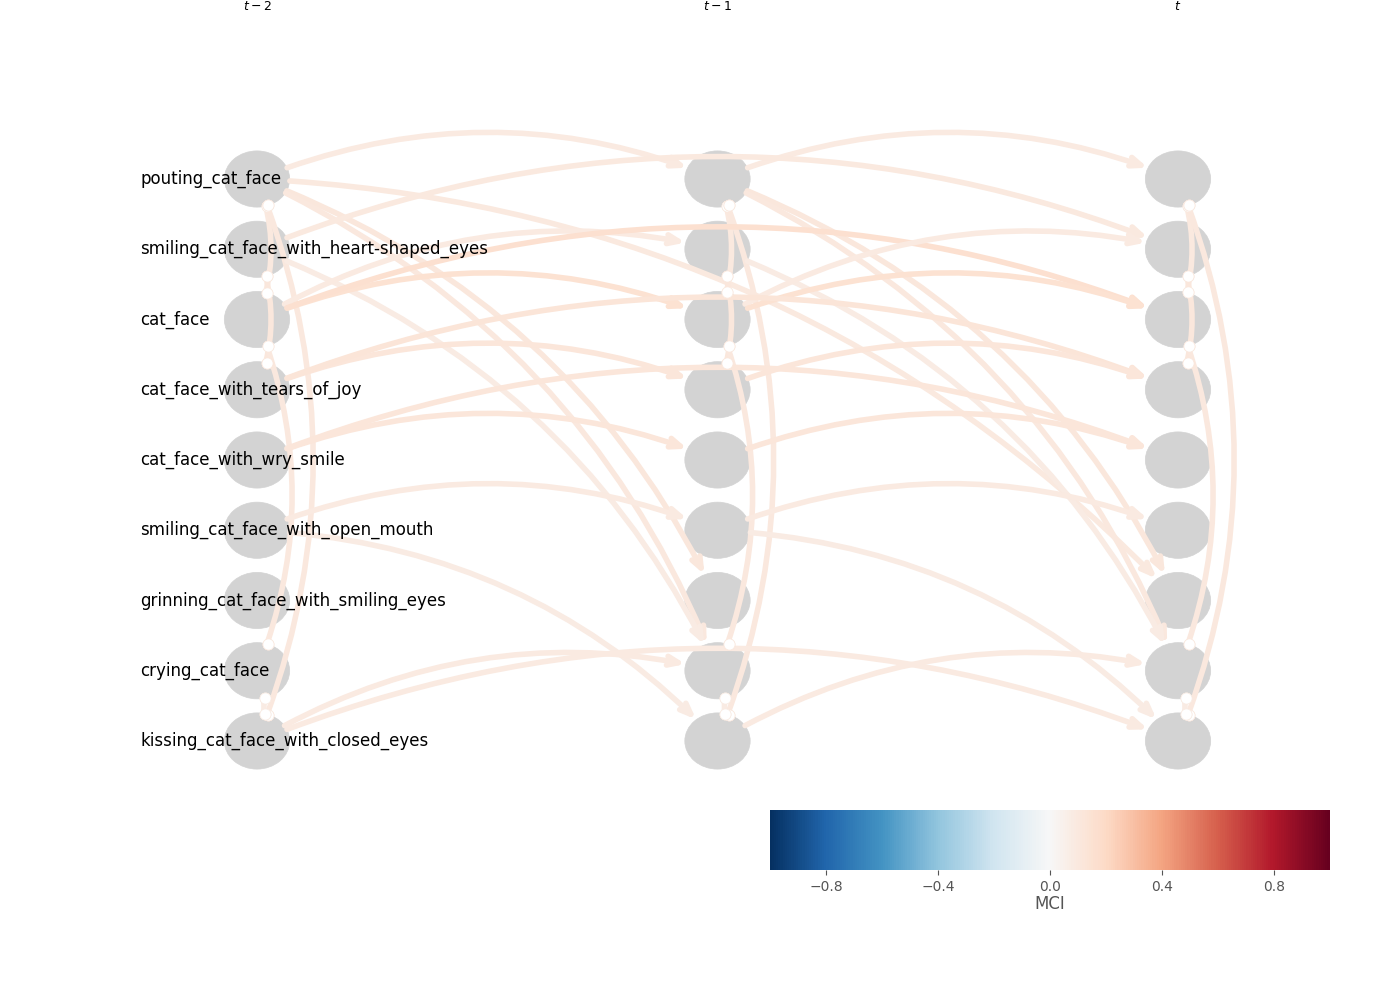 t − 2 t − 1 t
pouting_cat_face
smiling_cat_face_with_heart-shaped_eyes
cat_face
cat_face_with_tears_of_joy
cat_face_with_wry_smile
smiling_cat_face_with_open_mouth
grinning_cat_face_with_smiling_eyes
crying_cat_face
kissing_cat_face_with_closed_eyes
−0.8 −0.4 0.0 0.4 0.8
MCI